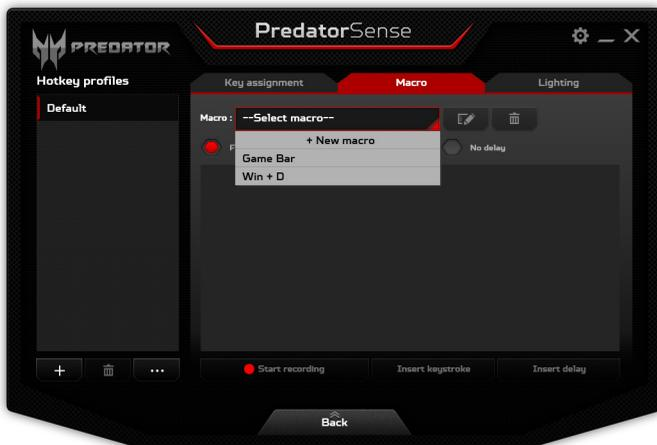 PREDATOR
PredatorSense
Hotkey profiles
Key assignment
Macro
Lighting
Default
Macro :
--Select macro--
+ New macro
No delay
Game Bar
Win + D
+
...
Start recording
Insert keystroke
Insert delay
Back